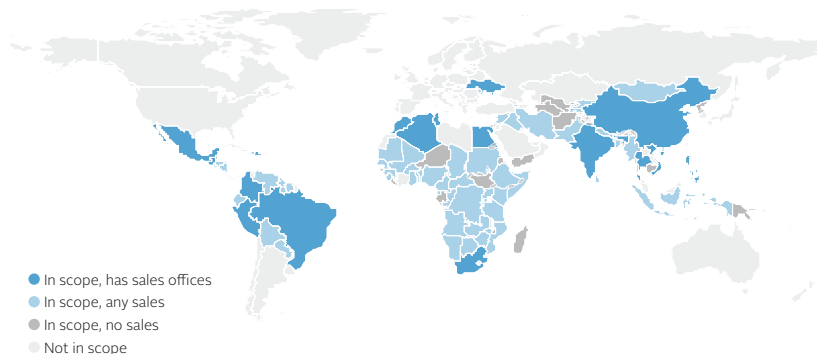 In scope, has sales offices
In scope, any sales
In scope, no sales
Not in scope